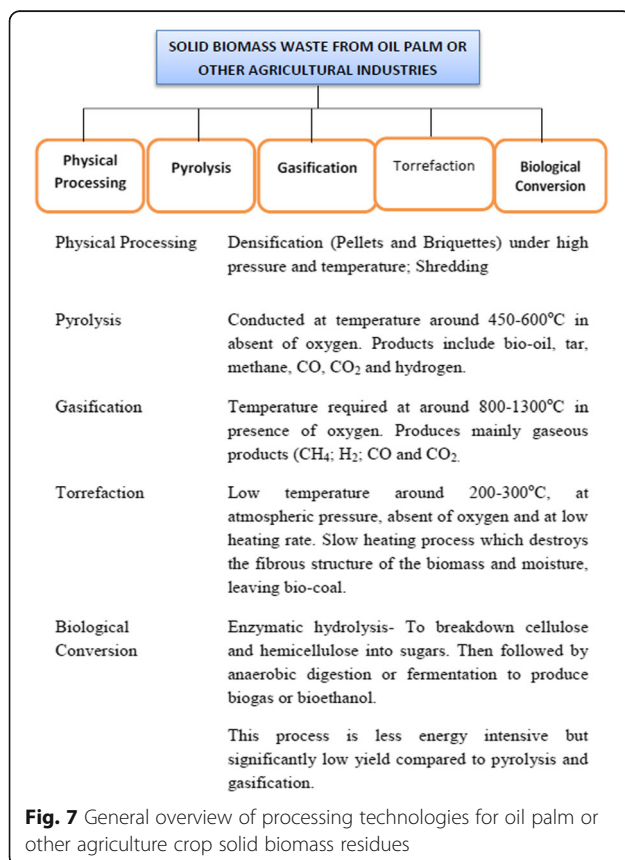 SOLID BIOMASS WASTE FROM OIL PALM OR
OTHER AGRICULTURAL INDUSTRIES
Physical
Processing
Pyrolysis
Gasification
Torrefaction
Biological
Conversion
Physical Processing
Densification (Pellets and Briquettes) under high
pressure and temperature; Shredding
Pyrolysis
Conducted at temperature around 450-600°C in
absent of oxygen. Products include bio-oil, tar,
methane, CO, CO₂ and hydrogen.
Gasification
Temperature required at around 800-1300°C in
presence of oxygen. Produces mainly gaseous
products (CH₄; H₂; CO and CO₂.
Torrefaction
Low temperature around 200-300°C, at
atmospheric pressure, absent of oxygen and at low
heating rate. Slow heating process which destroys
the fibrous structure of the biomass and moisture,
leaving bio-coal.
Biological
Conversion
Enzymatic hydrolysis- To breakdown cellulose
and hemicellulose into sugars. Then followed by
anaerobic digestion or fermentation to produce
biogas or bioethanol.
This process is less energy intensive but
significantly low yield compared to pyrolysis and
gasification.
Fig. 7 General overview of processing technologies for oil palm or
other agriculture crop solid biomass residues